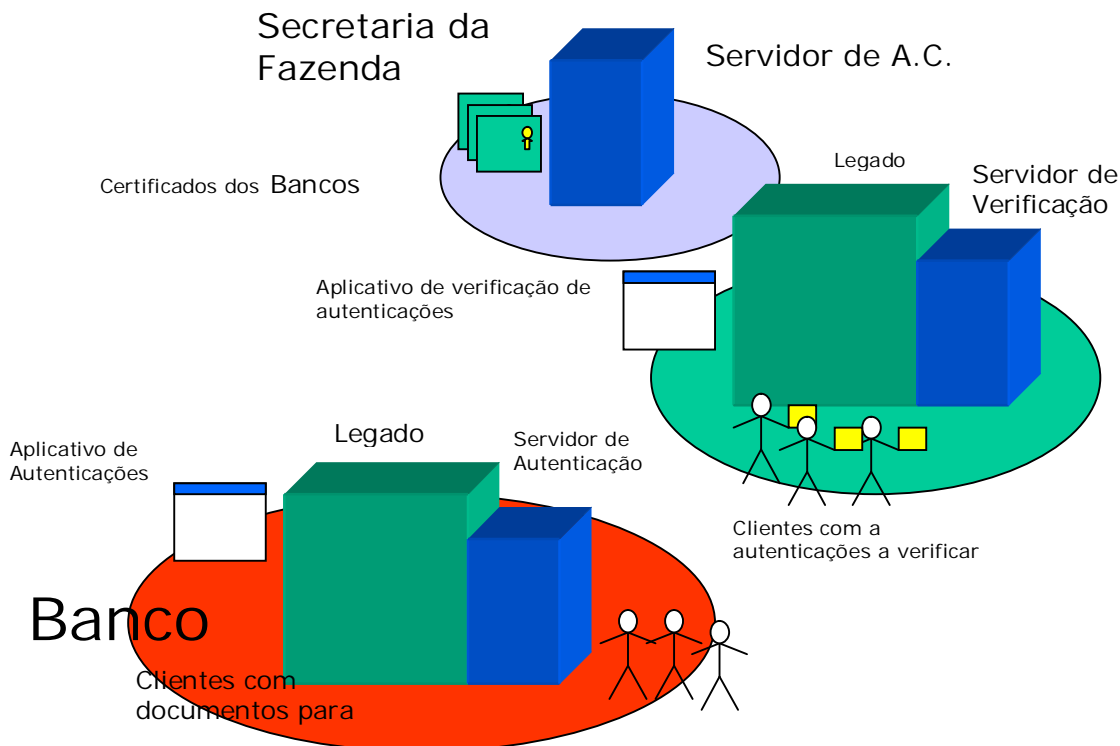 Secretaria da
Fazenda
Servidor de A.C.
Certificados dos Bancos
Legado
Servidor de
Verificação
Aplicativo de verificação de
autenticações
Aplicativo de
Autenticações
Legado
Servidor de
Autenticação
Clientes com a
autenticações a verificar
Banco
Clientes com
documentos para